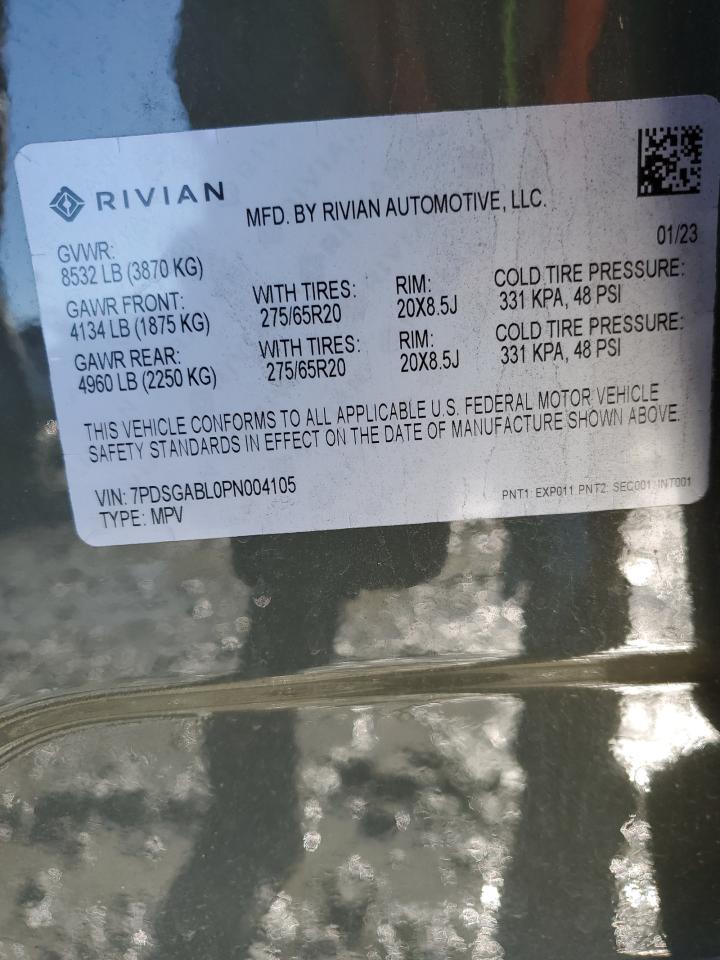 RIVIAN
MFD. BY RIVIAN AUTOMOTIVE, LLC.
01/23
GVWR:
8532 LB (3870 KG)
GAWR FRONT: WITH TIRES: RIM: COLD TIRE PRESSURE:
4134 LB (1875 KG) 275/65R20 20X8.5J 331 KPA, 48 PSI
GAWR REAR: WITH TIRES: RIM: COLD TIRE PRESSURE:
4960 LB (2250 KG) 275/65R20 20X8.5J 331 KPA, 48 PSI
THIS VEHICLE CONFORMS TO ALL APPLICABLE U.S. FEDERAL MOTOR VEHICLE
SAFETY STANDARDS IN EFFECT ON THE DATE OF MANUFACTURE SHOWN ABOVE.
VIN: 7PDSGABL0PN004105
TYPE: MPV
PNT1: EXP011 PNT2: SEC001 INT001